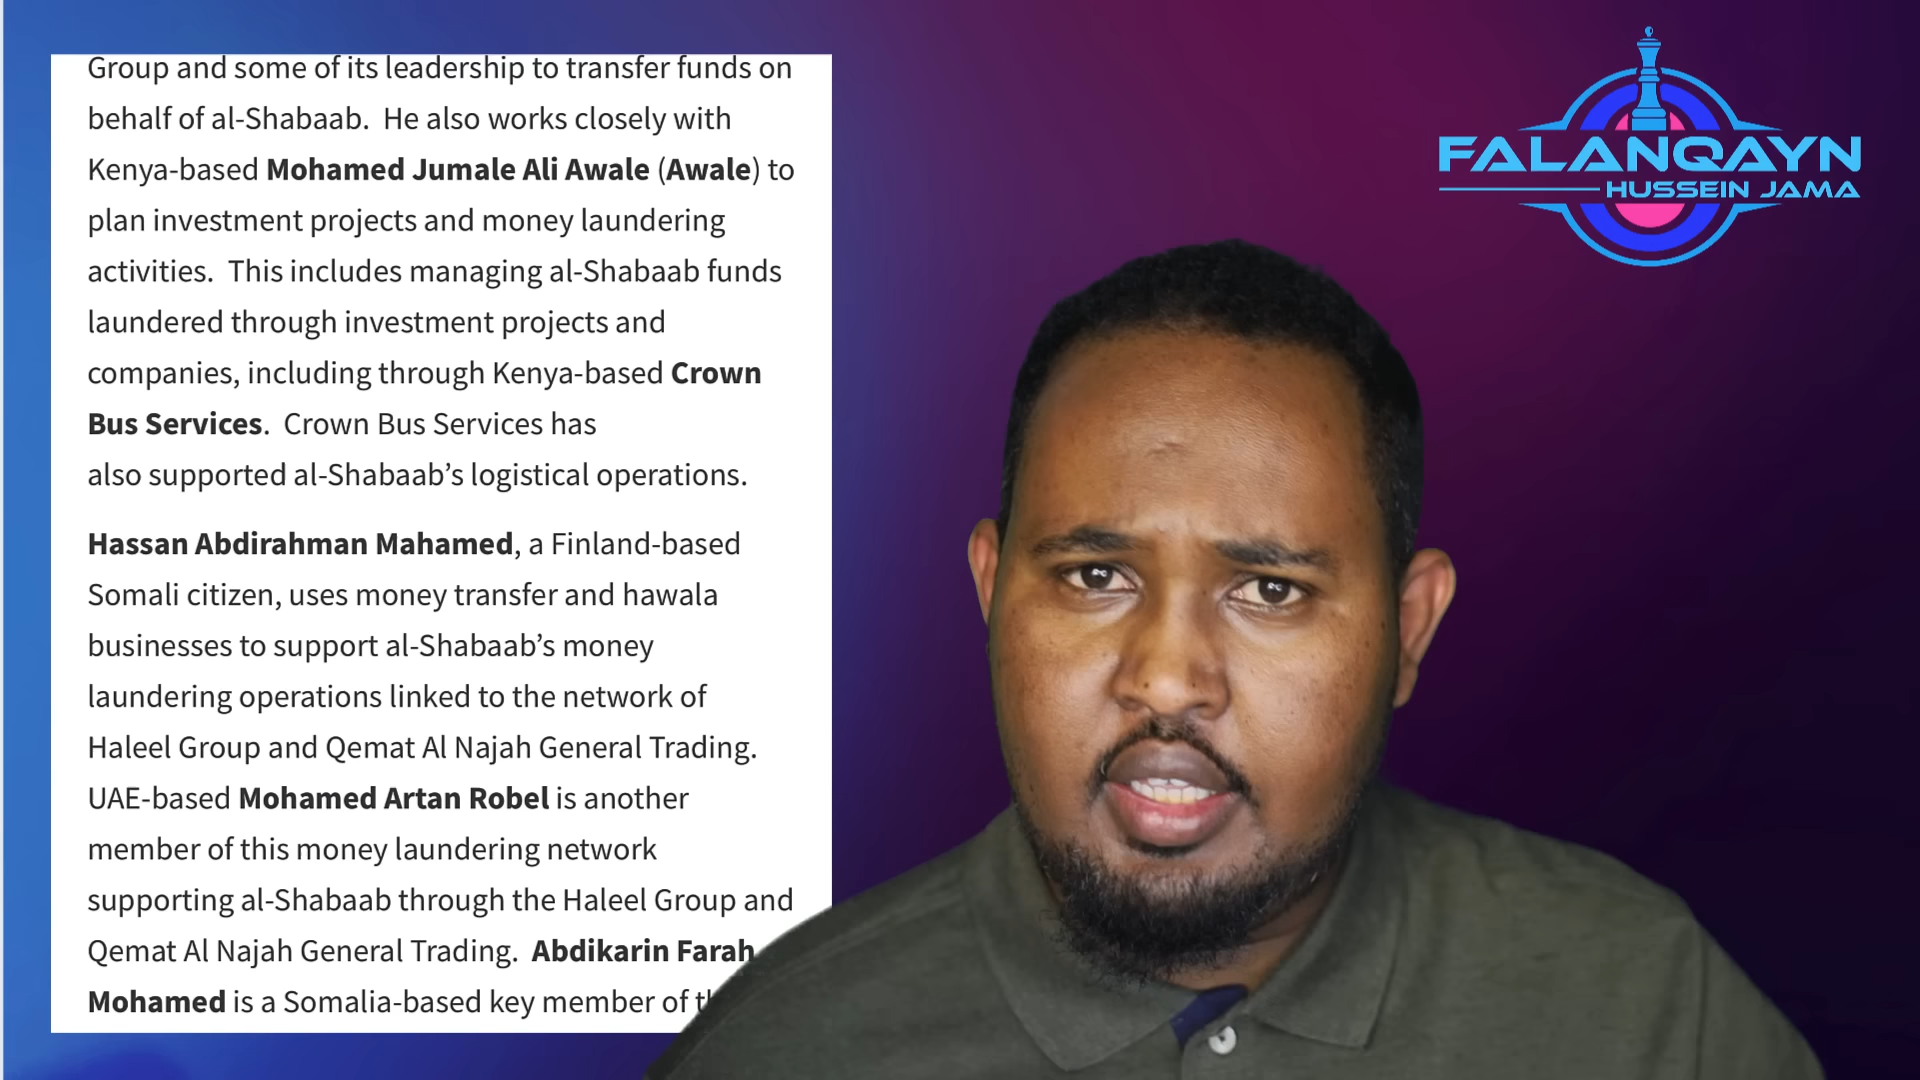 Group and some of its leadership to transfer funds on
behalf of al-Shabaab.  He also works closely with
Kenya-based Mohamed Jumale Ali Awale (Awale) to
plan investment projects and money laundering
activities.  This includes managing al-Shabaab funds
laundered through investment projects and
companies, including through Kenya-based Crown
Bus Services.  Crown Bus Services has
also supported al-Shabaab’s logistical operations.
Hassan Abdirahman Mahamed, a Finland-based
Somali citizen, uses money transfer and hawala
businesses to support al-Shabaab’s money
laundering operations linked to the network of
Haleel Group and Qemat Al Najah General Trading.
UAE-based Mohamed Artan Robel is another
member of this money laundering network
supporting al-Shabaab through the Haleel Group and
Qemat Al Najah General Trading.  Abdikarin Farah
Mohamed is a Somalia-based key member of
FALANQAYN
HUSSEIN JAMA